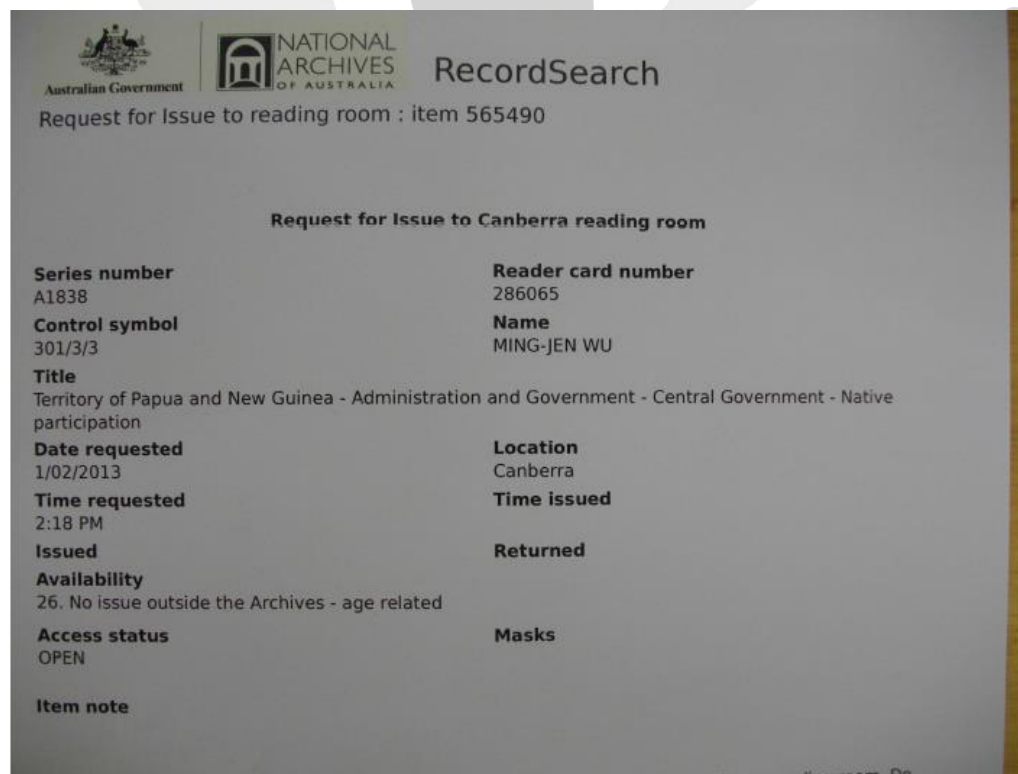 Australian Government
NATIONAL
ARCHIVES
OF AUSTRALIA
RecordSearch
Request for Issue to reading room : item 565490
Request for Issue to Canberra reading room
Series number
A1838
Reader card number
286065
Control symbol
301/3/3
Name
MING-JEN WU
Title
Territory of Papua and New Guinea - Administration and Government - Central Government - Native
participation
Date requested
1/02/2013
Location
Canberra
Time requested
2:18 PM
Time issued
Issued
Returned
Availability
26. No issue outside the Archives - age related
Access status
OPEN
Masks
Item note